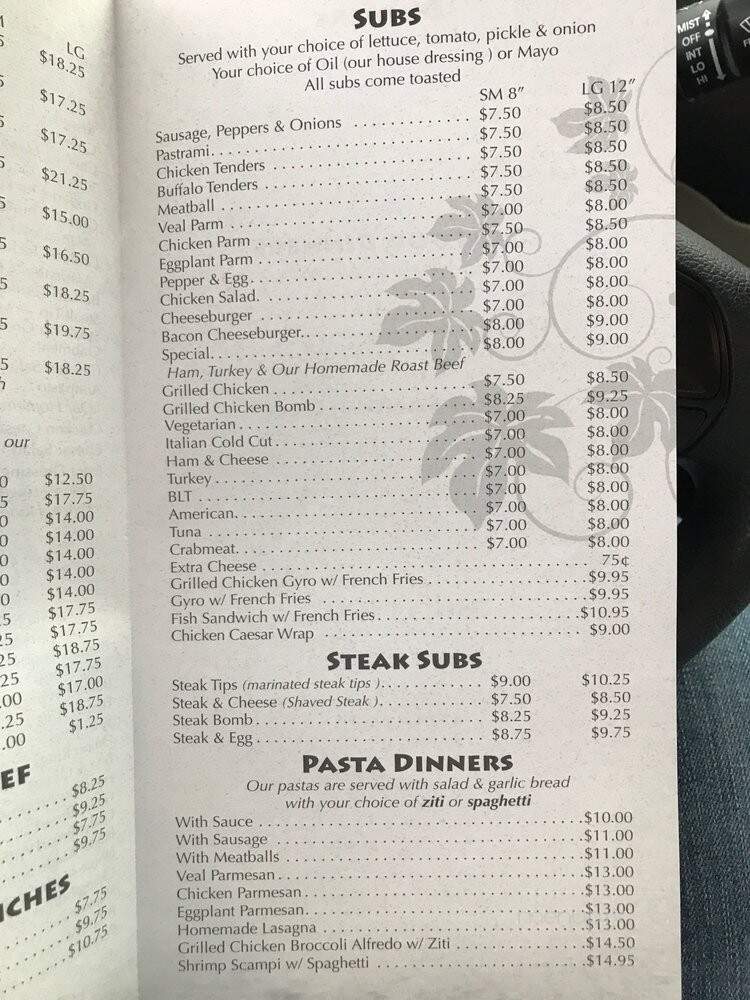 LG
$18.25
$17.25
$17.25
$21.25
$15.00
$16.50
$18.25
$19.75
$18.25
our
$12.50
$17.75
$14.00
$14.00
$14.00
$14.00
$14.00
$17.75
$17.75
$18.75
$17.75
$17.00
$18.75
$1.25
EF
$8.25
$9.25
$7.75
$9.75
ICHES
$7.75
$9.75
$10.75
SUBS
Served with your choice of lettuce, tomato, pickle & onion
Your choice of Oil (our house dressing ) or Mayo
All subs come toasted
SM 8" LG 12"
Sausage, Peppers & Onions $7.50 $8.50
Pastrami $7.50 $8.50
Chicken Tenders $7.50 $8.50
Buffalo Tenders $7.50 $8.50
Meatball $7.50 $8.50
Veal Parm $7.00 $8.00
Chicken Parm $7.50 $8.50
Eggplant Parm $7.00 $8.00
Pepper & Egg $7.00 $8.00
Chicken Salad $7.00 $8.00
Cheeseburger $7.00 $8.00
Bacon Cheeseburger $8.00 $9.00
Special $8.00 $9.00
Ham, Turkey & Our Homemade Roast Beef
Grilled Chicken $7.50 $8.50
Grilled Chicken Bomb $8.25 $9.25
Vegetarian $7.00 $8.00
Italian Cold Cut $7.00 $8.00
Ham & Cheese $7.00 $8.00
Turkey $7.00 $8.00
BLT $7.00 $8.00
American $7.00 $8.00
Tuna $7.00 $8.00
Crabmeat $7.00 $8.00
Extra Cheese 75¢
Grilled Chicken Gyro w/ French Fries $9.95
Gyro w/ French Fries $9.95
Fish Sandwich w/ French Fries $10.95
Chicken Caesar Wrap $9.00
STEAK SUBS
Steak Tips (marinated steak tips ) $9.00 $10.25
Steak & Cheese (Shaved Steak ) $7.50 $8.50
Steak Bomb $8.25 $9.25
Steak & Egg $8.75 $9.75
PASTA DINNERS
Our pastas are served with salad & garlic bread
with your choice of ziti or spaghetti
With Sauce $10.00
With Sausage $11.00
With Meatballs $11.00
Veal Parmesan $13.00
Chicken Parmesan $13.00
Eggplant Parmesan $13.00
Homemade Lasagna $13.00
Grilled Chicken Broccoli Alfredo w/ Ziti $14.50
Shrimp Scampi w/ Spaghetti $14.95
MIST
OFF
INT
LO
HI